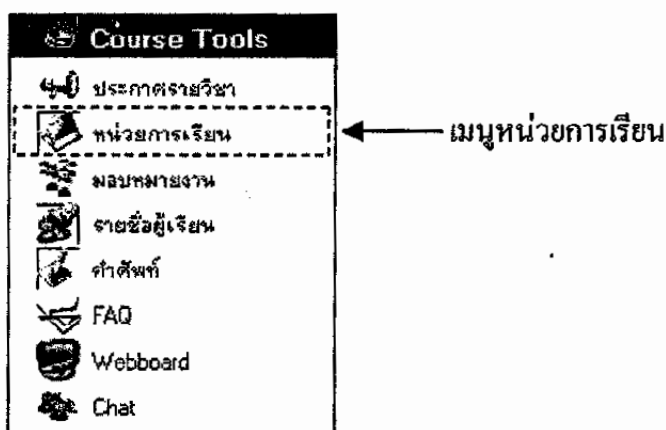 Course Tools
ประกาศรายวิชา
หน่วยการเรียน
เมนูหน่วยการเรียน
มอบหมายงาน
รายชื่อผู้เรียน
คำศัพท์
FAQ
Webboard
Chat